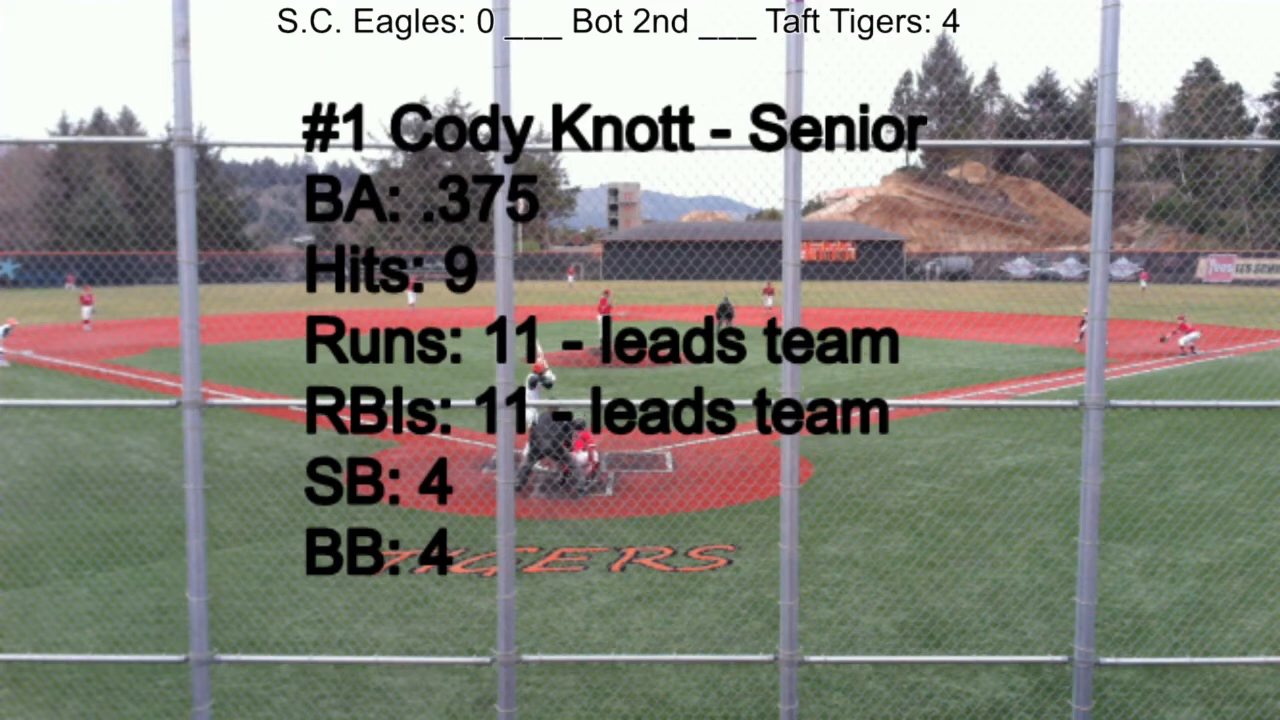 S.C. Eagles: 0 ___ Bot 2nd ___ Taft Tigers: 4
#1 Cody Knott - Senior
BA: .375
Hits: 9
Runs: 11 - leads team
RBIs: 11 - leads team
SB: 4
BB: 4
TIGERS